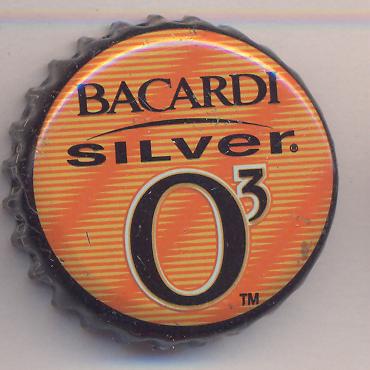 BACARDI
SILVER®
O³
TM